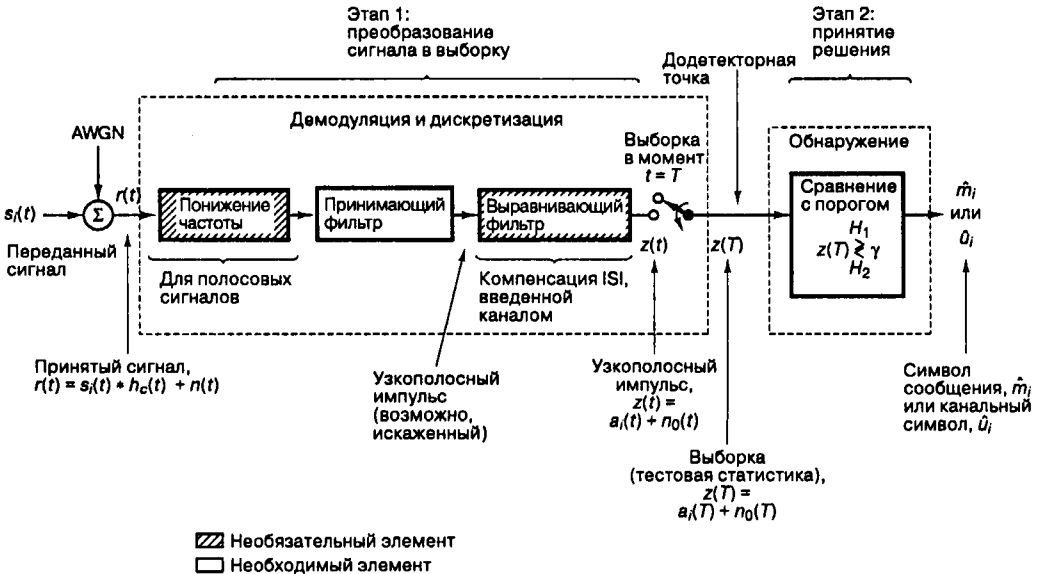 Этап 1:
преобразование
сигнала в выборку
Этап 2:
принятие
решения
Додетекторная
точка
Демодуляция и дискретизация
AWGN
Выборка
в момент
t = T
Обнаружение
s_i(t)
Σ
r(t)
Понижение
частоты
Принимающий
фильтр
Выравнивающий
фильтр
z(t)
z(T)
Сравнение
с порогом
H_1
z(T) ≷ γ
H_2
m̂_i
или
û_i
Переданный
сигнал
Для полосовых
сигналов
Компенсация ISI,
введенной
каналом
Принятый сигнал,
r(t) = s_i(t) * h_c(t) + n(t)
Узкополосный
импульс
(возможно,
искаженный)
Узкополосный
импульс,
z(t) =
a_i(t) + n_0(t)
Символ
сообщения, m̂_i
или канальный
символ, û_i
Выборка
(тестовая статистика),
z(T) =
a_i(T) + n_0(T)
Необязательный элемент
Необходимый элемент